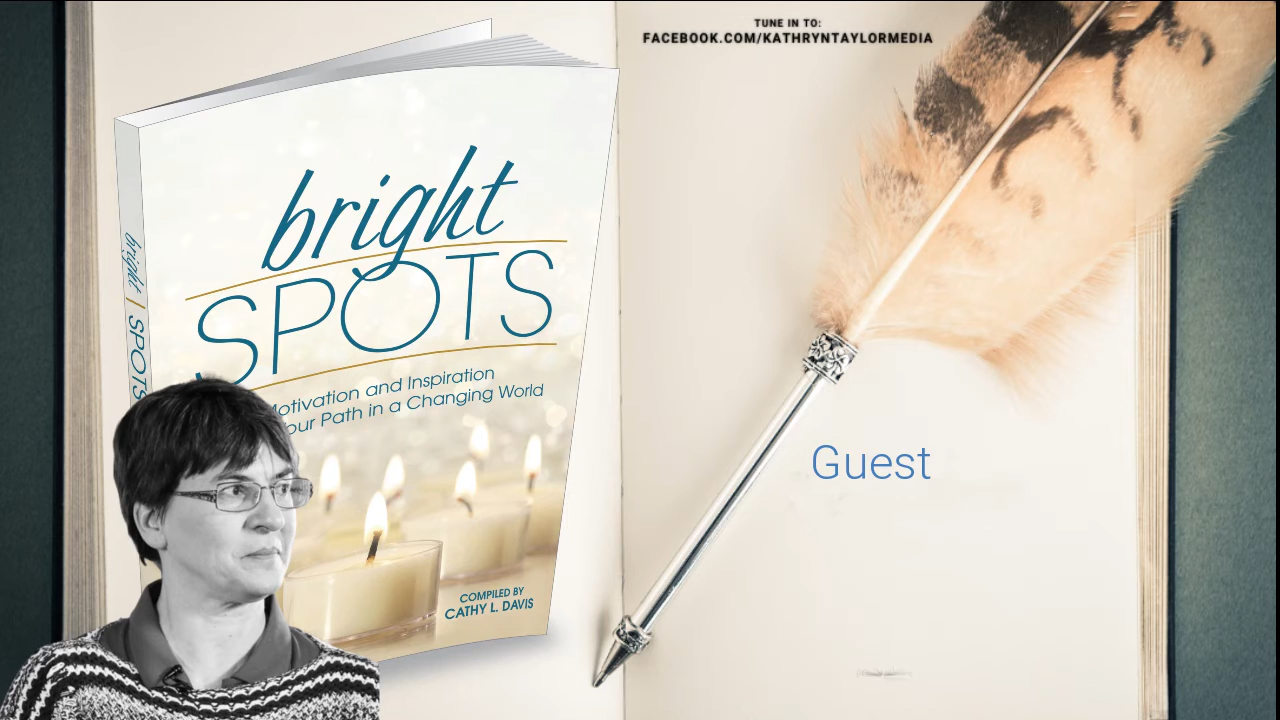 TUNE IN TO:
FACEBOOK.COM/KATHRYNTAYLORMEDIA
bright
SPOTS
bright | SPOTS
Motivation and Inspiration
Your Path in a Changing World
COMPILED BY
CATHY L. DAVIS
Guest